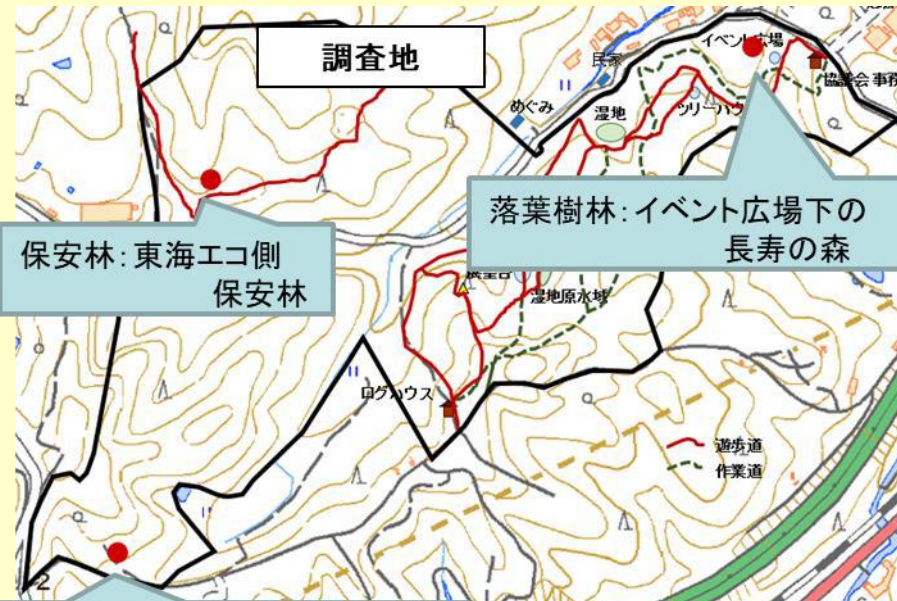 調査地
イベント広場
民家
協議会 事務
めぐみ
湿地
ツリーハウ
落葉樹林:イベント広場下の
長寿の森
保安林:東海エコ側
保安林
湿地原水域
ログハウス
遊歩道
作業道
2